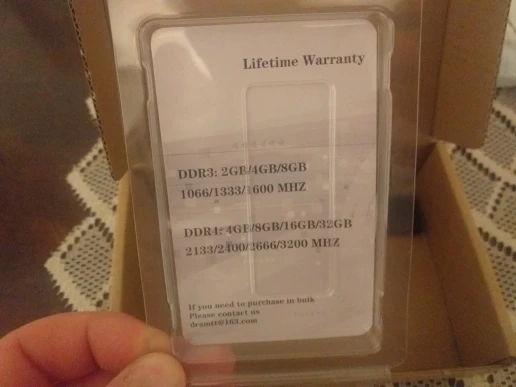 Lifetime Warranty
DDR3: 2GB/4GB/8GB
1066/1333/1600 MHZ
DDR4: 4GB/8GB/16GB/32GB
2133/2400/2666/3200 MHZ
If you need to purchase in bulk
Please contact us
dramtt@163.com